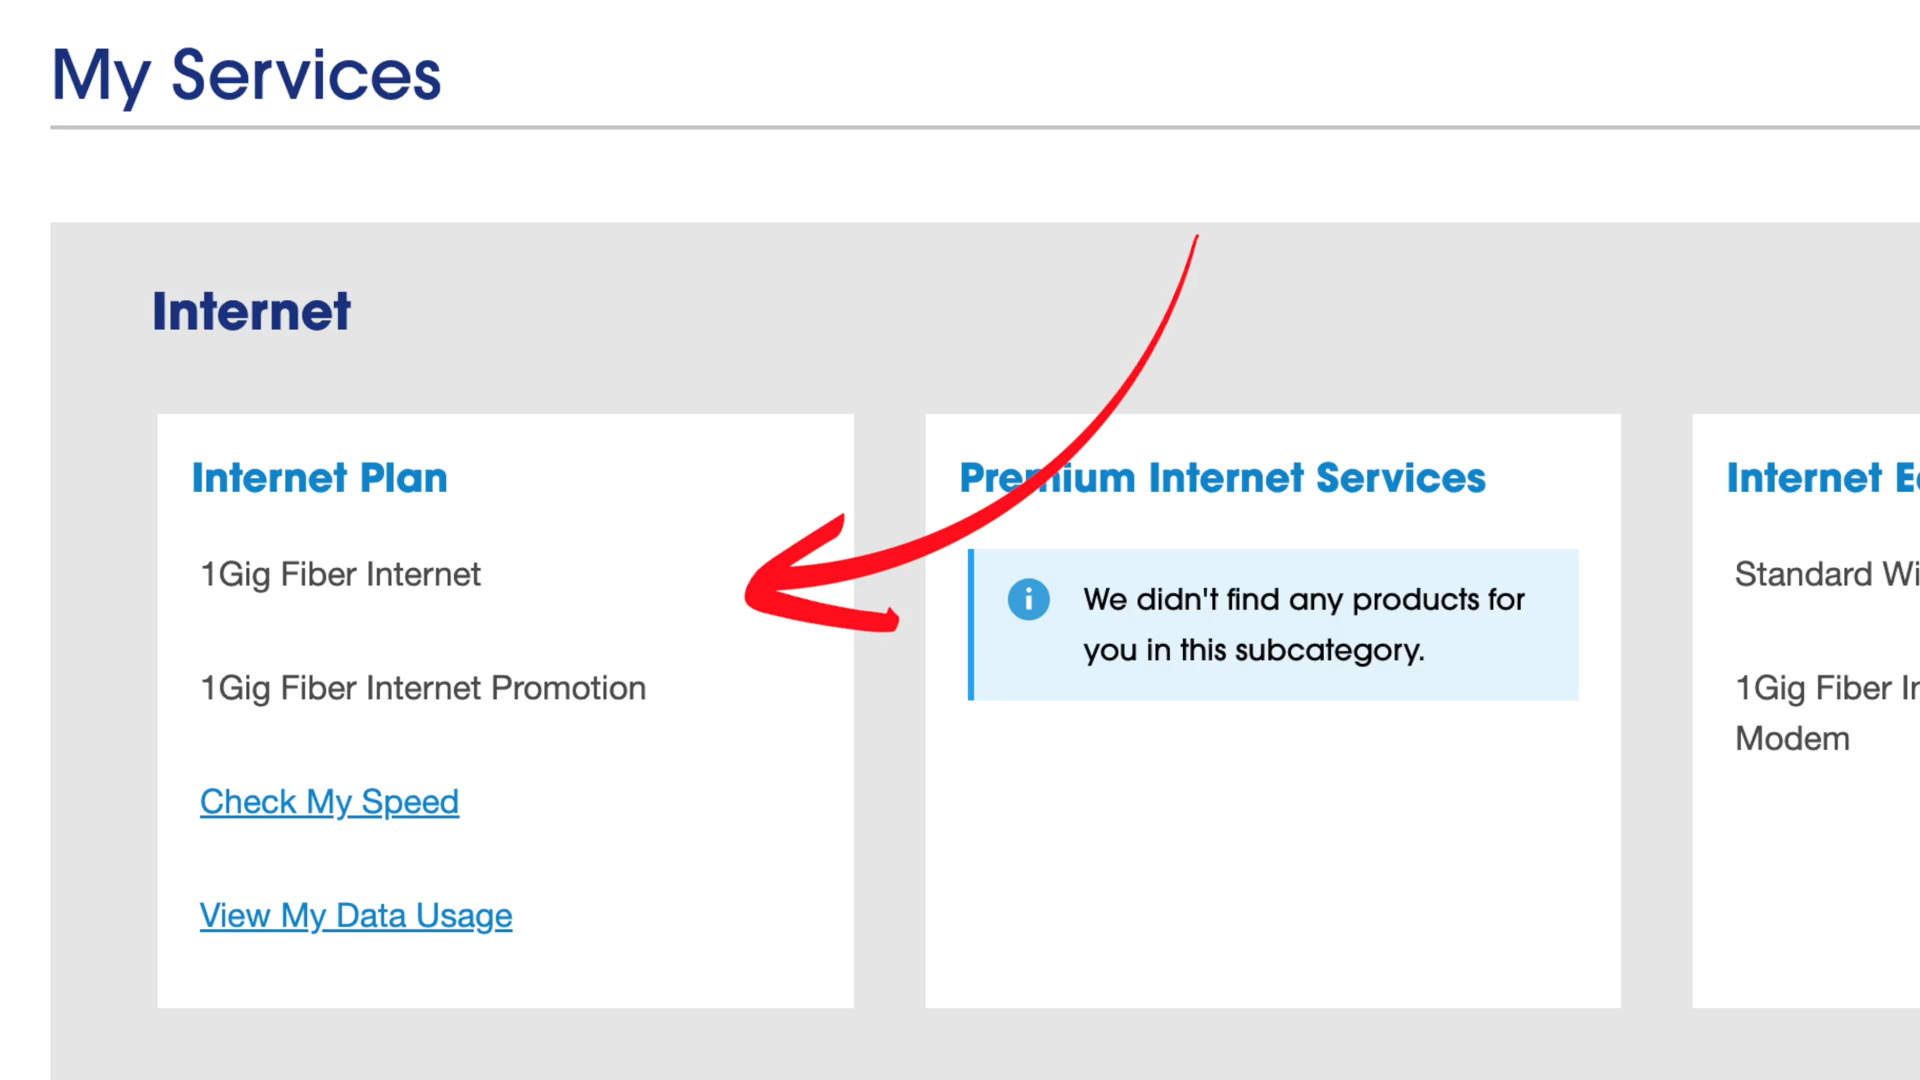 My Services
Internet
Internet Plan
1Gig Fiber Internet
1Gig Fiber Internet Promotion
Check My Speed
View My Data Usage
Premium Internet Services
We didn't find any products for
you in this subcategory.
Internet
Standard
1Gig Fiber
Modem